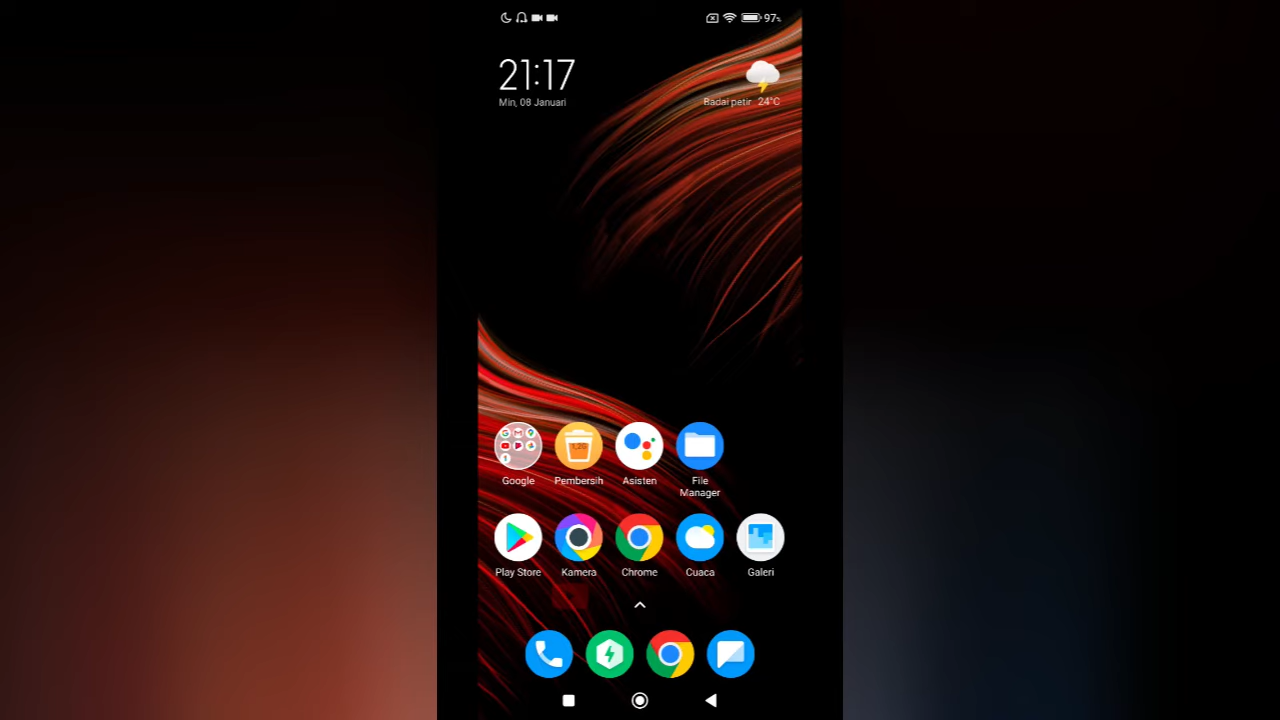 97%
21:17
Min, 08 Januari
Badai petir 24°C
Google
Pembersih
Asisten
File
Manager
Play Store
Kamera
Chrome
Cuaca
Galeri